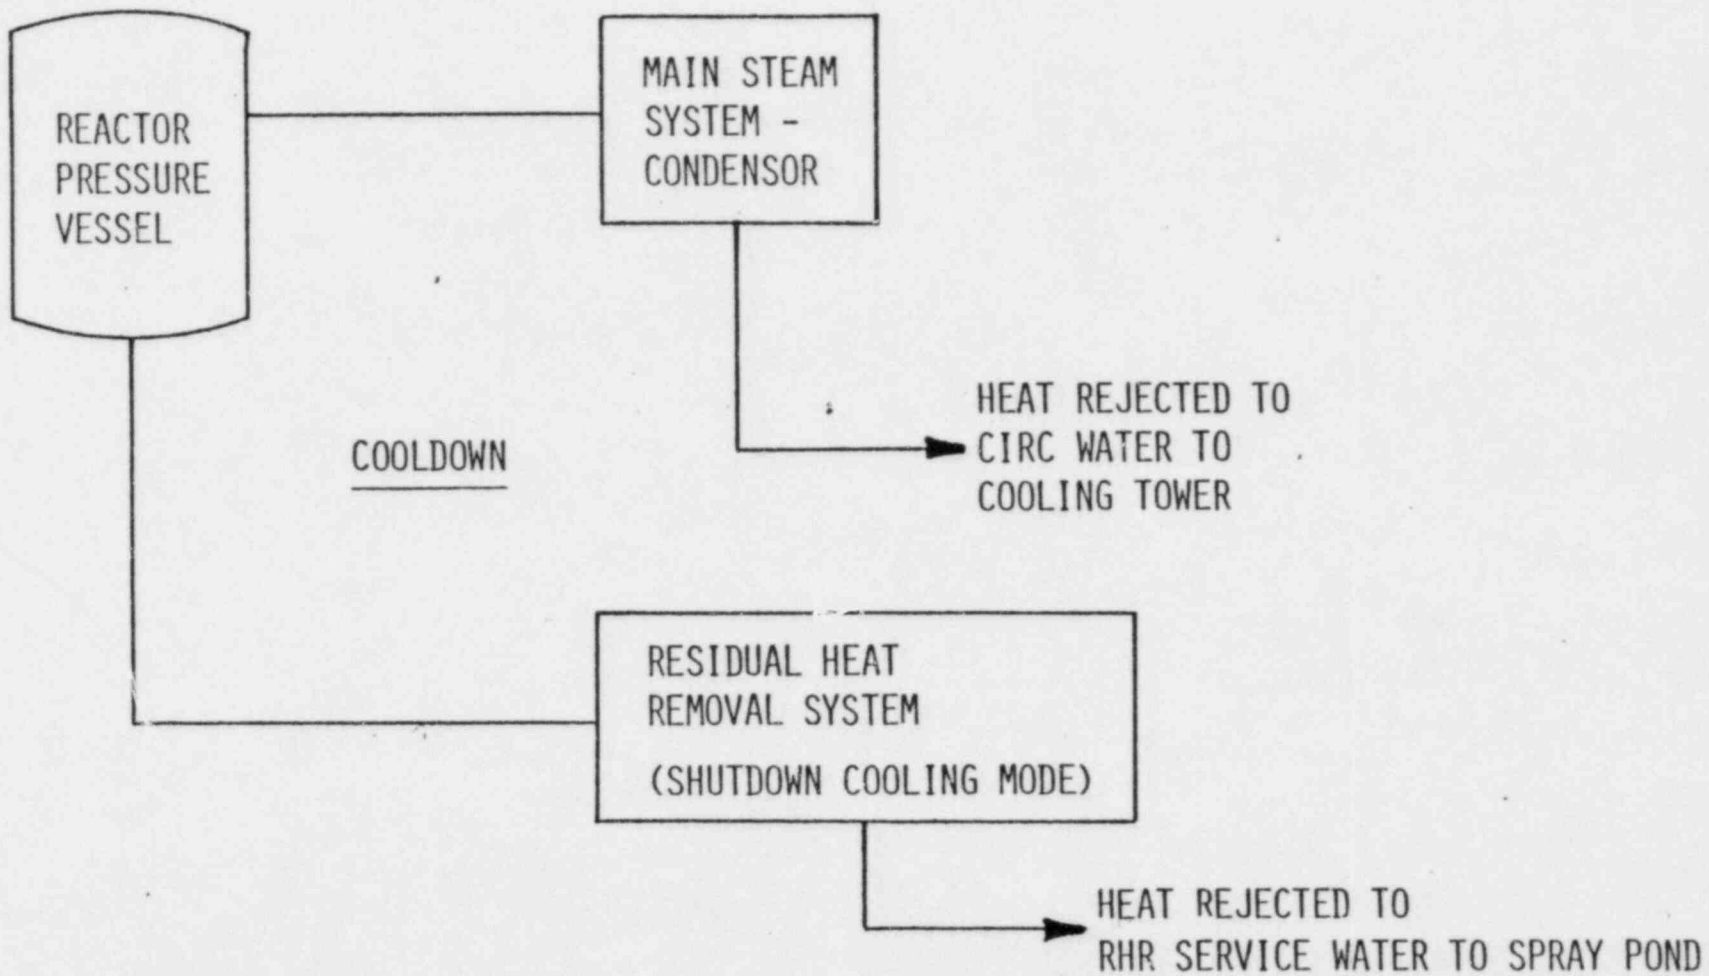 REACTOR
PRESSURE
VESSEL
MAIN STEAM
SYSTEM -
CONDENSOR
HEAT REJECTED TO
CIRC WATER TO
COOLING TOWER
COOLDOWN
RESIDUAL HEAT
REMOVAL SYSTEM
(SHUTDOWN COOLING MODE)
HEAT REJECTED TO
RHR SERVICE WATER TO SPRAY POND